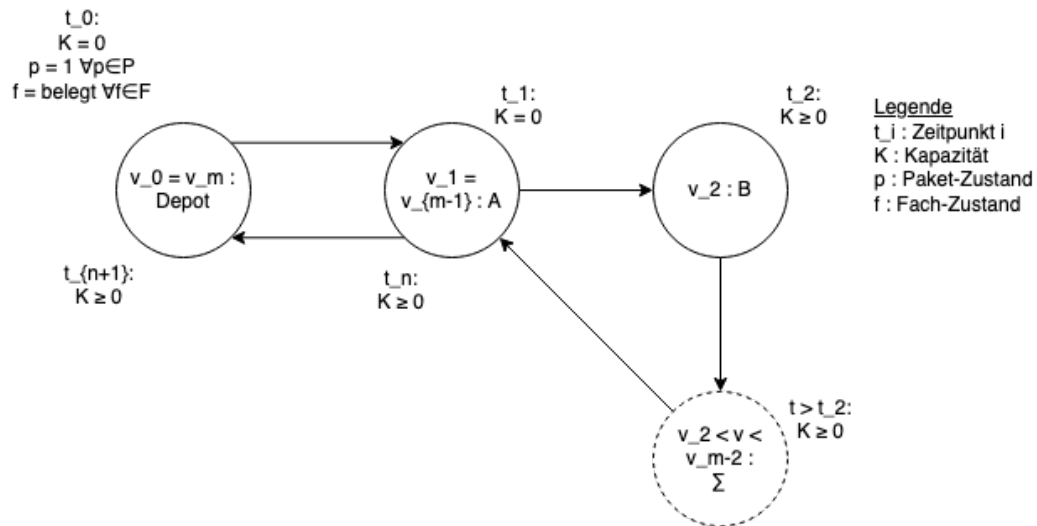 t_0:
K = 0
p = 1 ∀p∈P
f = belegt ∀f∈F
t_1:
K = 0
t_2:
K ≥ 0
Legende
t_i : Zeitpunkt i
K : Kapazität
p : Paket-Zustand
f : Fach-Zustand
v_0 = v_m :
Depot
v_1 =
v_{m-1} : A
v_2 : B
t_{n+1}:
K ≥ 0
t_n:
K ≥ 0
t > t_2:
K ≥ 0
v_2 < v <
v_m-2 :
Σ